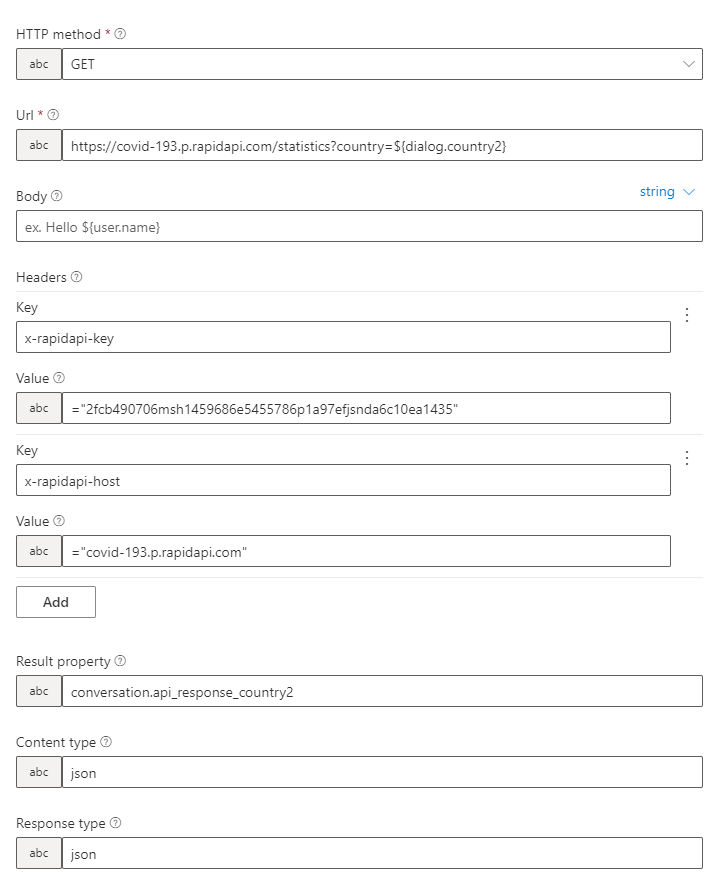 HTTP method *
abc GET
Url *
abc https://covid-193.p.rapidapi.com/statistics?country=${dialog.country2}
Body string
ex. Hello ${user.name}
Headers
Key
x-rapidapi-key
Value
abc ="2fcb490706msh1459686e5455786p1a97efjsnda6c10ea1435"
Key
x-rapidapi-host
Value
abc ="covid-193.p.rapidapi.com"
Add
Result property
abc conversation.api_response_country2
Content type
abc json
Response type
abc json